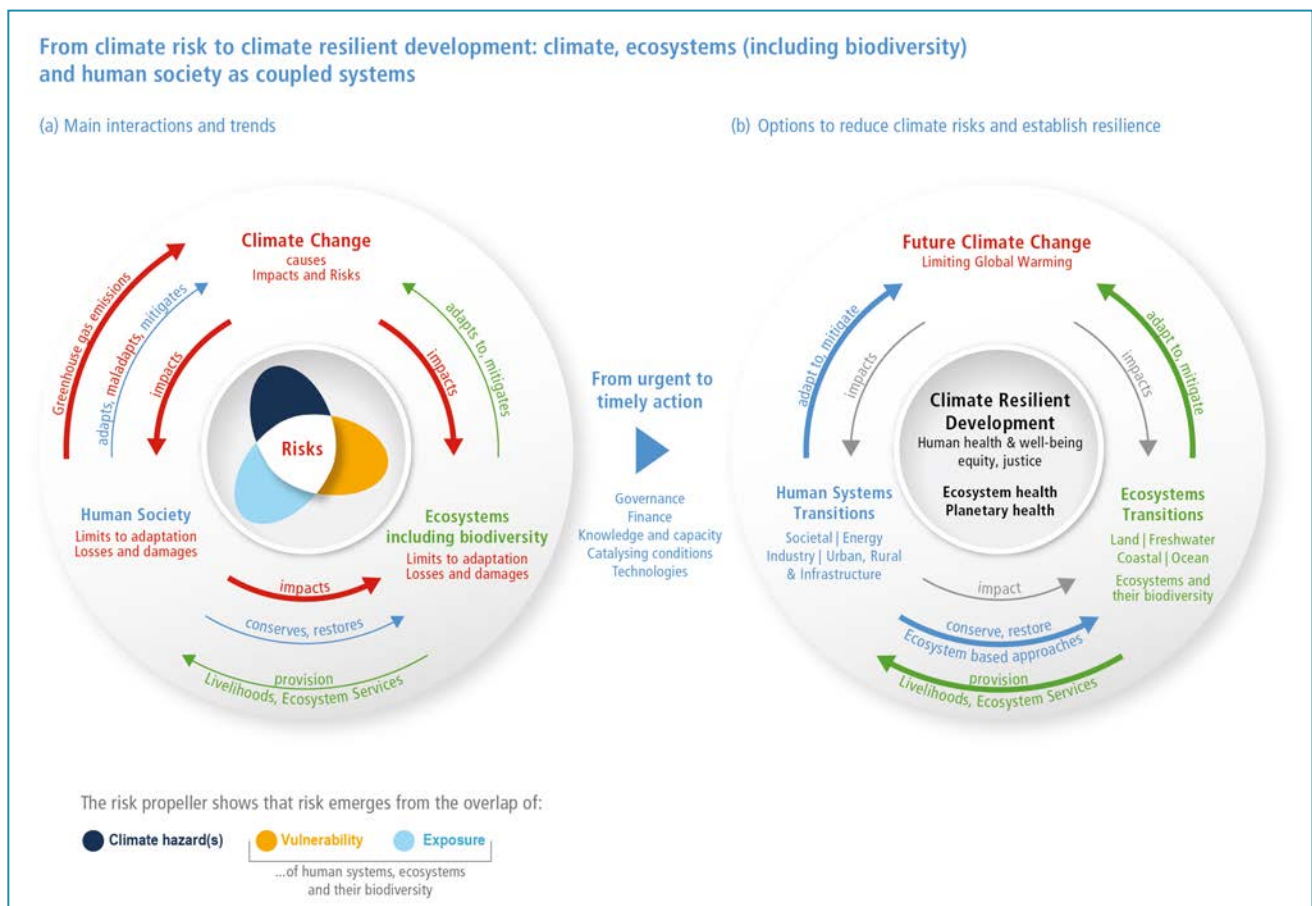 From climate risk to climate resilient development: climate, ecosystems (including biodiversity)
and human society as coupled systems
(a) Main interactions and trends
Climate Change
causes
Impacts and Risks
Greenhouse gas emissions
adapts, maladapts, mitigates
impacts
impacts
adapts to, mitigates
Risks
Human Society
Limits to adaptation
Losses and damages
Ecosystems
including biodiversity
Limits to adaptation
Losses and damages
impacts
conserves, restores
provision
Livelihoods, Ecosystem Services
From urgent to
timely action
Governance
Finance
Knowledge and capacity
Catalysing conditions
Technologies
(b) Options to reduce climate risks and establish resilience
Future Climate Change
Limiting Global Warming
adapt to, mitigate
impacts
impacts
adapt to, mitigate
Climate Resilient
Development
Human health & well-being
equity, justice
Ecosystem health
Planetary health
Human Systems
Transitions
Societal | Energy
Industry | Urban, Rural
& Infrastructure
Ecosystems
Transitions
Land | Freshwater
Coastal | Ocean
Ecosystems and
their biodiversity
impact
conserve, restore
Ecosystem based approaches
provision
Livelihoods, Ecosystem Services
The risk propeller shows that risk emerges from the overlap of:
Climate hazard(s) Vulnerability Exposure
...of human systems, ecosystems
and their biodiversity